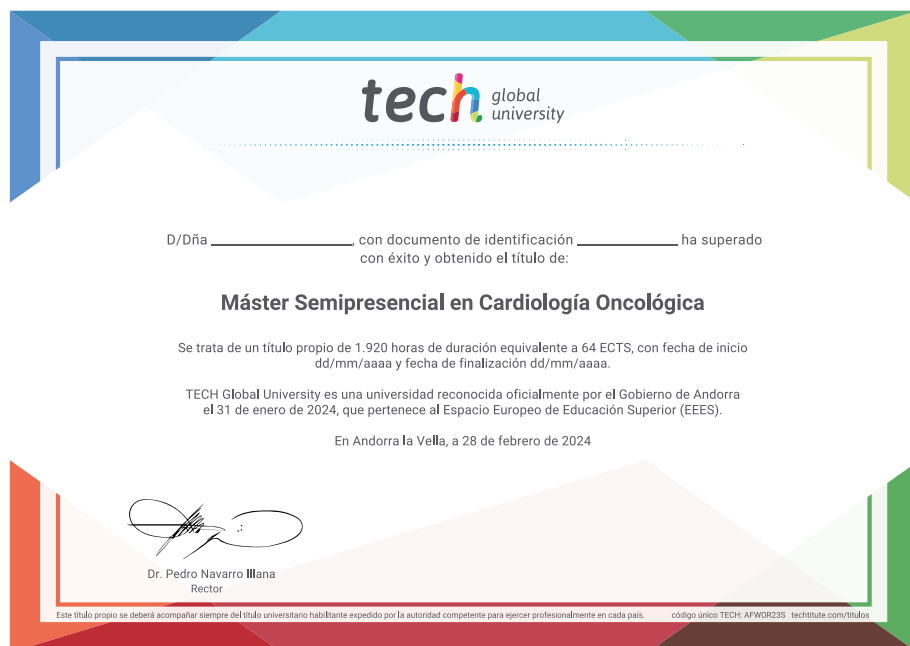 tech global university
D/Dña ____________, con documento de identificación ____________ ha superado
con éxito y obtenido el título de:
Máster Semipresencial en Cardiología Oncológica
Se trata de un título propio de 1.920 horas de duración equivalente a 64 ECTS, con fecha de inicio
dd/mm/aaaa y fecha de finalización dd/mm/aaaa.
TECH Global University es una universidad reconocida oficialmente por el Gobierno de Andorra
el 31 de enero de 2024, que pertenece al Espacio Europeo de Educación Superior (EEES).
En Andorra la Vella, a 28 de febrero de 2024
Dr. Pedro Navarro Illana
Rector
Este título propio se deberá acompañar siempre del título universitario habilitante expedido por la autoridad competente para ejercer profesionalmente en cada país. código único TECH: AFWOR23S techtitute.com/titulos